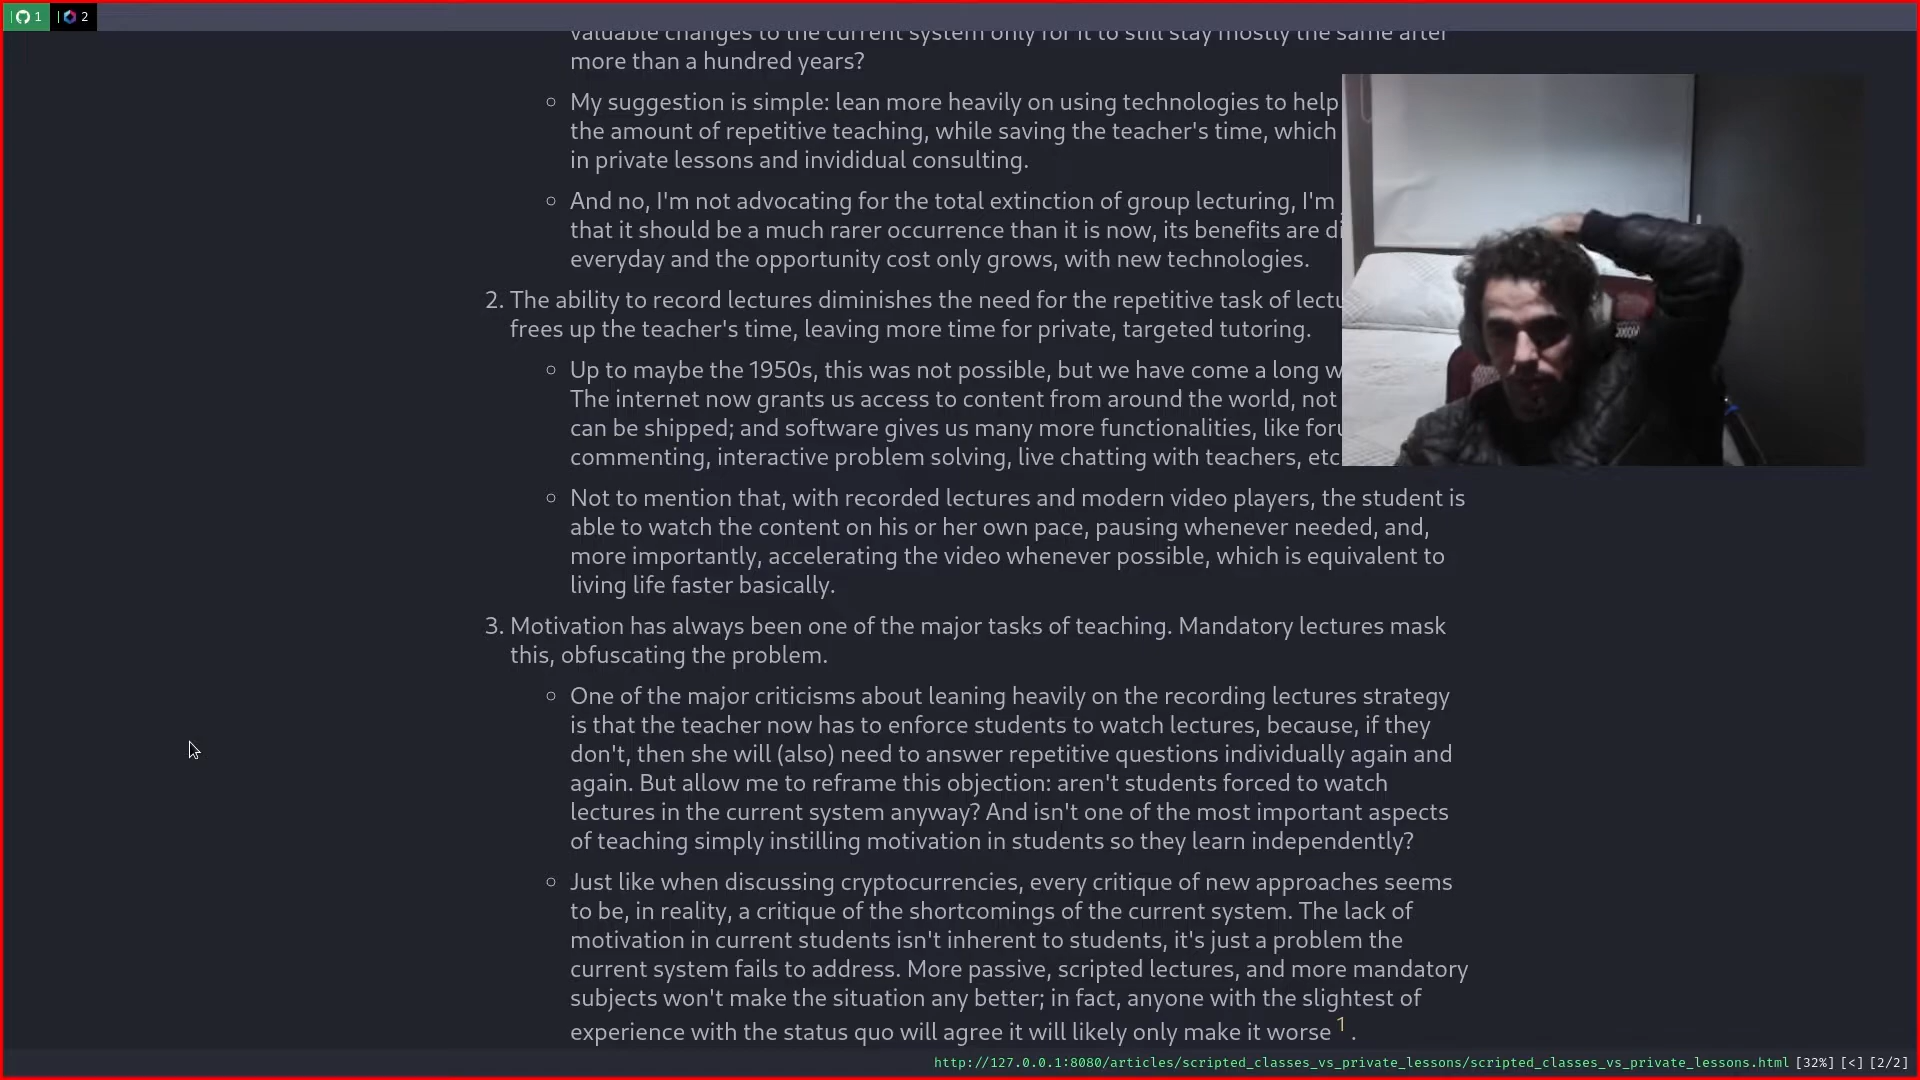 1 2
valuable changes to the current system only for it to still stay mostly the same after
more than a hundred years?
My suggestion is simple: lean more heavily on using technologies to help
the amount of repetitive teaching, while saving the teacher's time, which
in private lessons and invididual consulting.
And no, I'm not advocating for the total extinction of group lecturing, I'm
that it should be a much rarer occurrence than it is now, its benefits are
everyday and the opportunity cost only grows, with new technologies.
2. The ability to record lectures diminishes the need for the repetitive task of
frees up the teacher's time, leaving more time for private, targeted tutoring.
Up to maybe the 1950s, this was not possible, but we have come a long
The internet now grants us access to content from around the world, not
can be shipped; and software gives us many more functionalities, like
commenting, interactive problem solving, live chatting with teachers, etc
Not to mention that, with recorded lectures and modern video players, the student is
able to watch the content on his or her own pace, pausing whenever needed, and,
more importantly, accelerating the video whenever possible, which is equivalent to
living life faster basically.
3. Motivation has always been one of the major tasks of teaching. Mandatory lectures mask
this, obfuscating the problem.
One of the major criticisms about leaning heavily on the recording lectures strategy
is that the teacher now has to enforce students to watch lectures, because, if they
don't, then she will (also) need to answer repetitive questions individually again and
again. But allow me to reframe this objection: aren't students forced to watch
lectures in the current system anyway? And isn't one of the most important aspects
of teaching simply instilling motivation in students so they learn independently?
Just like when discussing cryptocurrencies, every critique of new approaches seems
to be, in reality, a critique of the shortcomings of the current system. The lack of
motivation in current students isn't inherent to students, it's just a problem the
current system fails to address. More passive, scripted lectures, and more mandatory
subjects won't make the situation any better; in fact, anyone with the slightest of
experience with the status quo will agree it will likely only make it worse 1 .
http://127.0.0.1:8080/articles/scripted_classes_vs_private_lessons/scripted_classes_vs_private_lessons.html [32%] [<] [2/2]